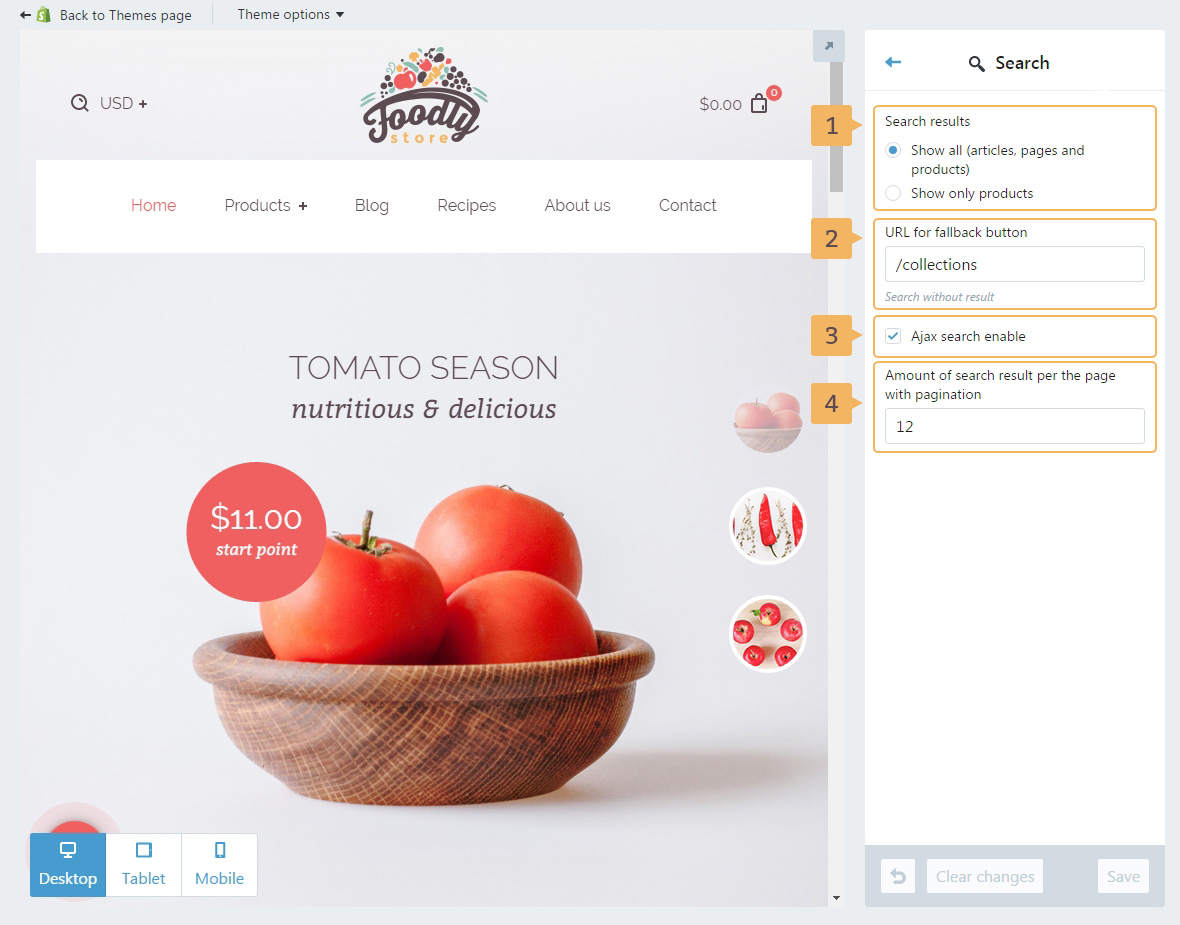 Back to Themes page
Theme options
USD +
Foodly
store
$0.00
0
Home
Products +
Blog
Recipes
About us
Contact
TOMATO SEASON
nutritious & delicious
$11.00
start point
Desktop
Tablet
Mobile
Search
1
Search results
Show all (articles, pages and
products)
Show only products
2
URL for fallback button
/collections
Search without result
3
Ajax search enable
4
Amount of search result per the page
with pagination
12
Clear changes
Save